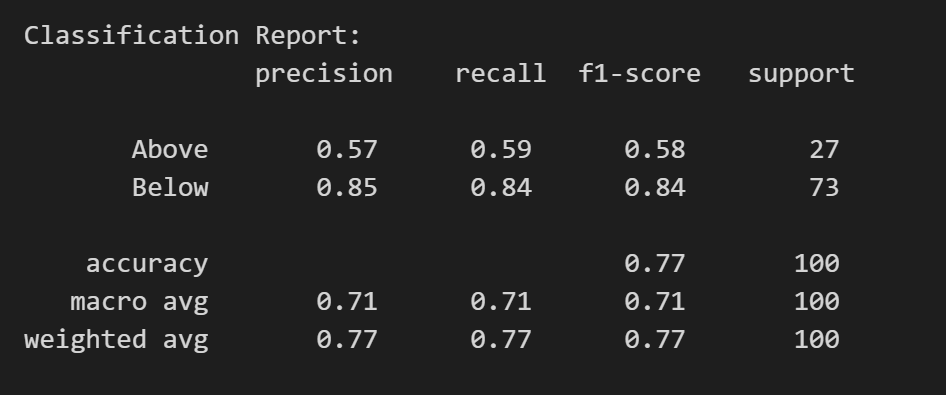 Classification Report:
precision recall f1-score support
Above 0.57 0.59 0.58 27
Below 0.85 0.84 0.84 73
accuracy 0.77 100
macro avg 0.71 0.71 0.71 100
weighted avg 0.77 0.77 0.77 100